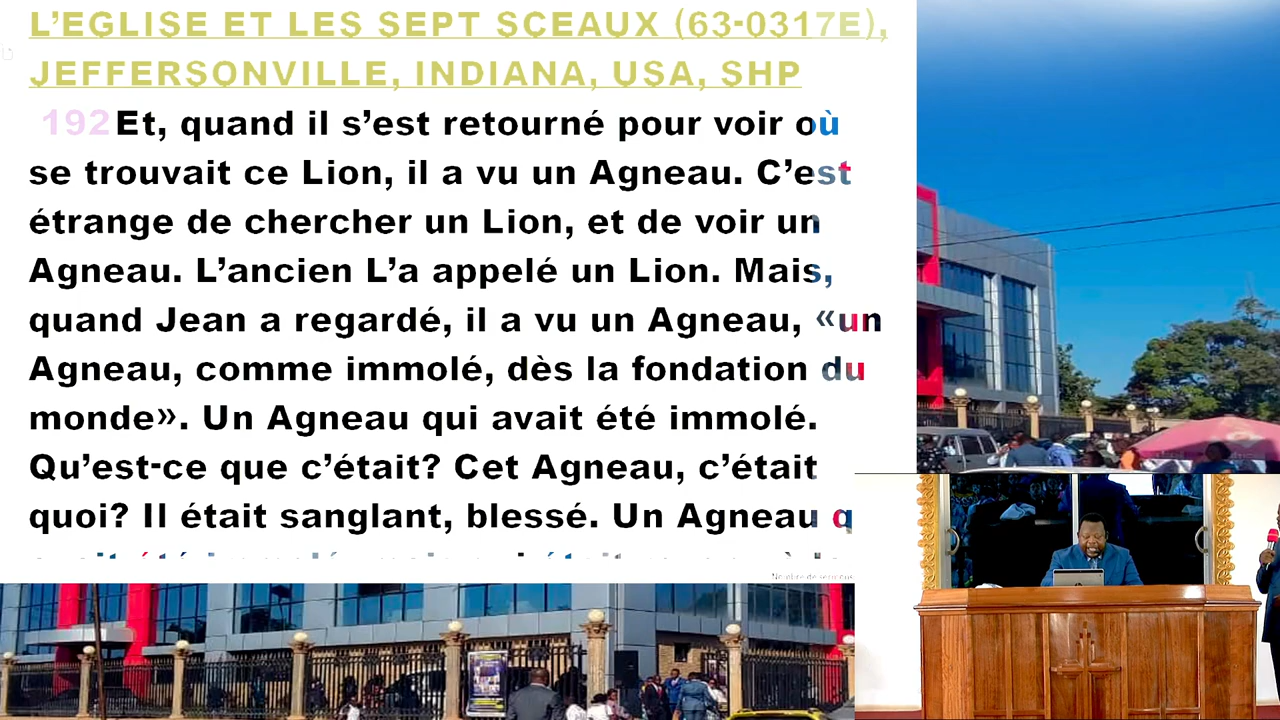 L’EGLISE ET LES SEPT SCEAUX (63-0317E),
JEFFERSONVILLE, INDIANA, USA, SHP
192 Et, quand il s’est retourné pour voir où
se trouvait ce Lion, il a vu un Agneau. C’est
étrange de chercher un Lion, et de voir un
Agneau. L’ancien L’a appelé un Lion. Mais,
quand Jean a regardé, il a vu un Agneau, «un
Agneau, comme immolé, dès la fondation du
monde». Un Agneau qui avait été immolé.
Qu’est-ce que c’était? Cet Agneau, c’était
quoi? Il était sanglant, blessé. Un Agneau q
Nombre de sermons